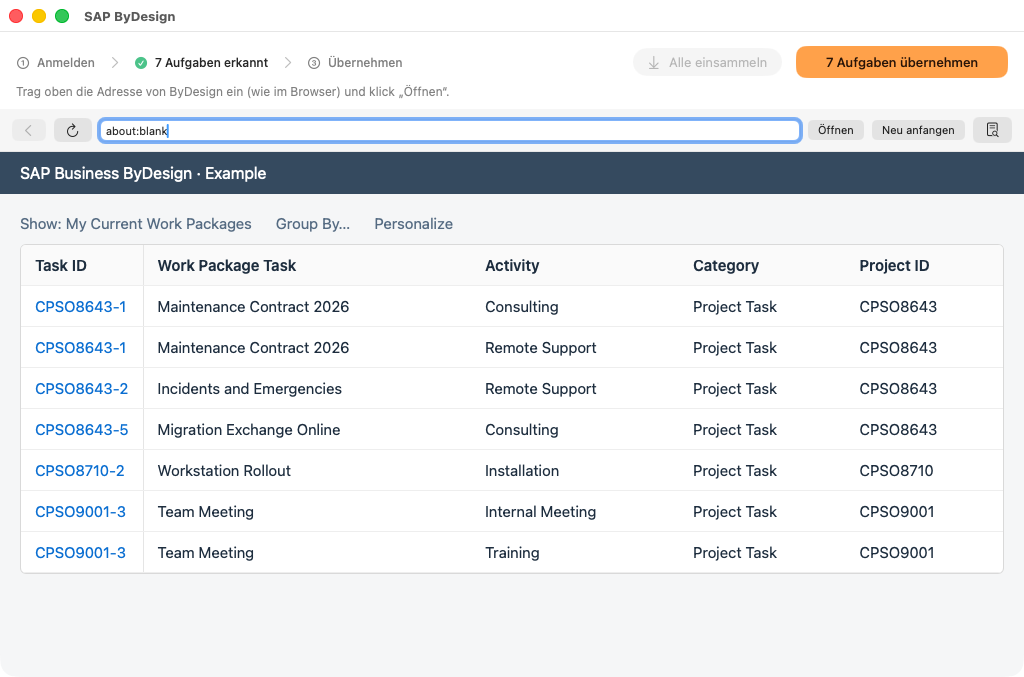 SAP ByDesign
1 Anmelden
7 Aufgaben erkannt
3 Übernehmen
Alle einsammeln
7 Aufgaben übernehmen
Trag oben die Adresse von ByDesign ein (wie im Browser) und klick „Öffnen“.
about:blank
Öffnen
Neu anfangen
SAP Business ByDesign · Example
Show: My Current Work Packages Group By... Personalize
Task ID Work Package Task Activity Category Project ID
CPSO8643-1 Maintenance Contract 2026 Consulting Project Task CPSO8643
CPSO8643-1 Maintenance Contract 2026 Remote Support Project Task CPSO8643
CPSO8643-2 Incidents and Emergencies Remote Support Project Task CPSO8643
CPSO8643-5 Migration Exchange Online Consulting Project Task CPSO8643
CPSO8710-2 Workstation Rollout Installation Project Task CPSO8710
CPSO9001-3 Team Meeting Internal Meeting Project Task CPSO9001
CPSO9001-3 Team Meeting Training Project Task CPSO9001